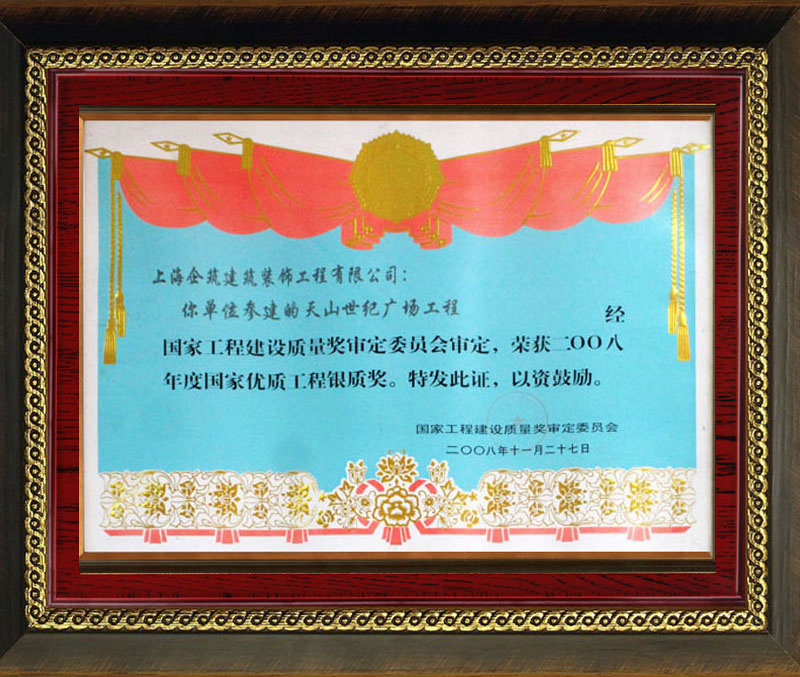 上海企筑建筑装饰工程有限公司:
你单位参建的天山世纪广场工程 经
国家工程建设质量奖审定委员会审定,荣获二〇〇八
年度国家优质工程银质奖。特发此证,以资鼓励。
国家工程建设质量奖审定委员会
二〇〇八年十一月二十七日